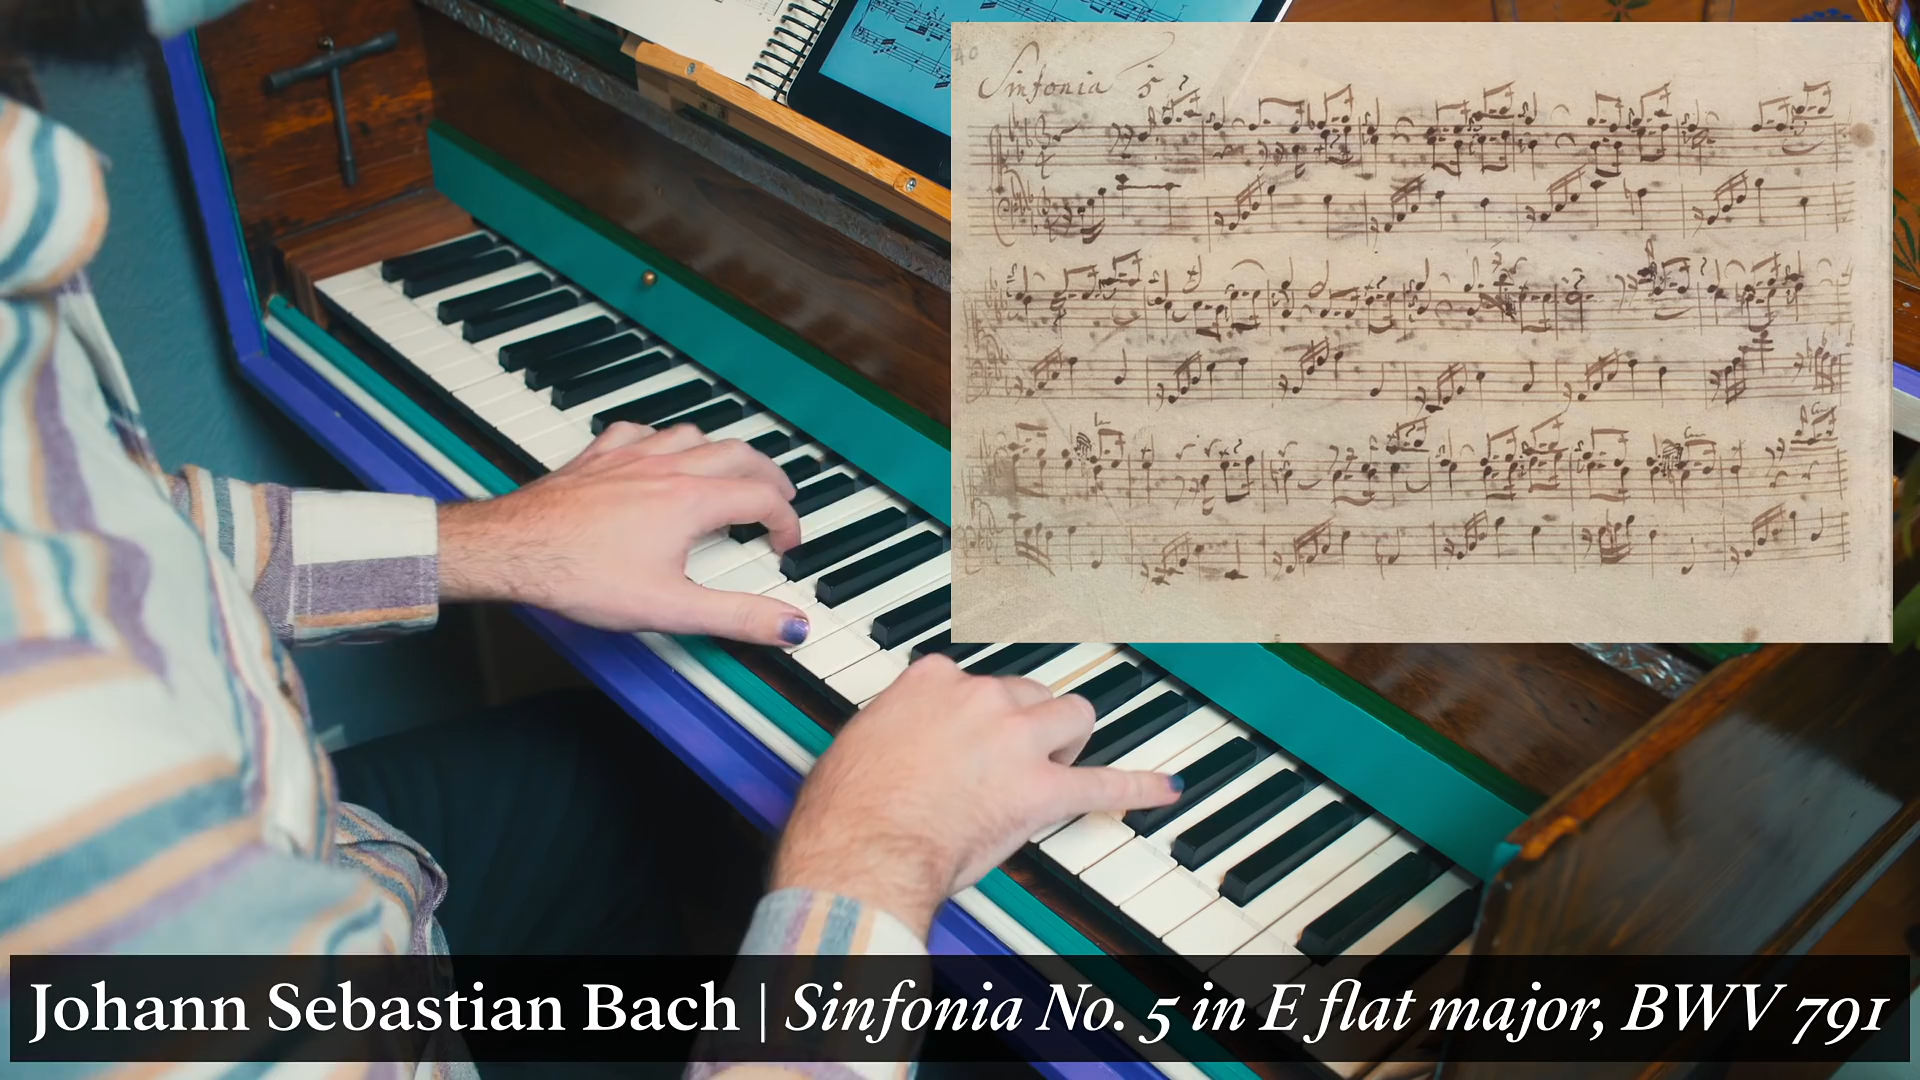 Sinfonia 5
Johann Sebastian Bach | Sinfonia No. 5 in E flat major, BWV 791